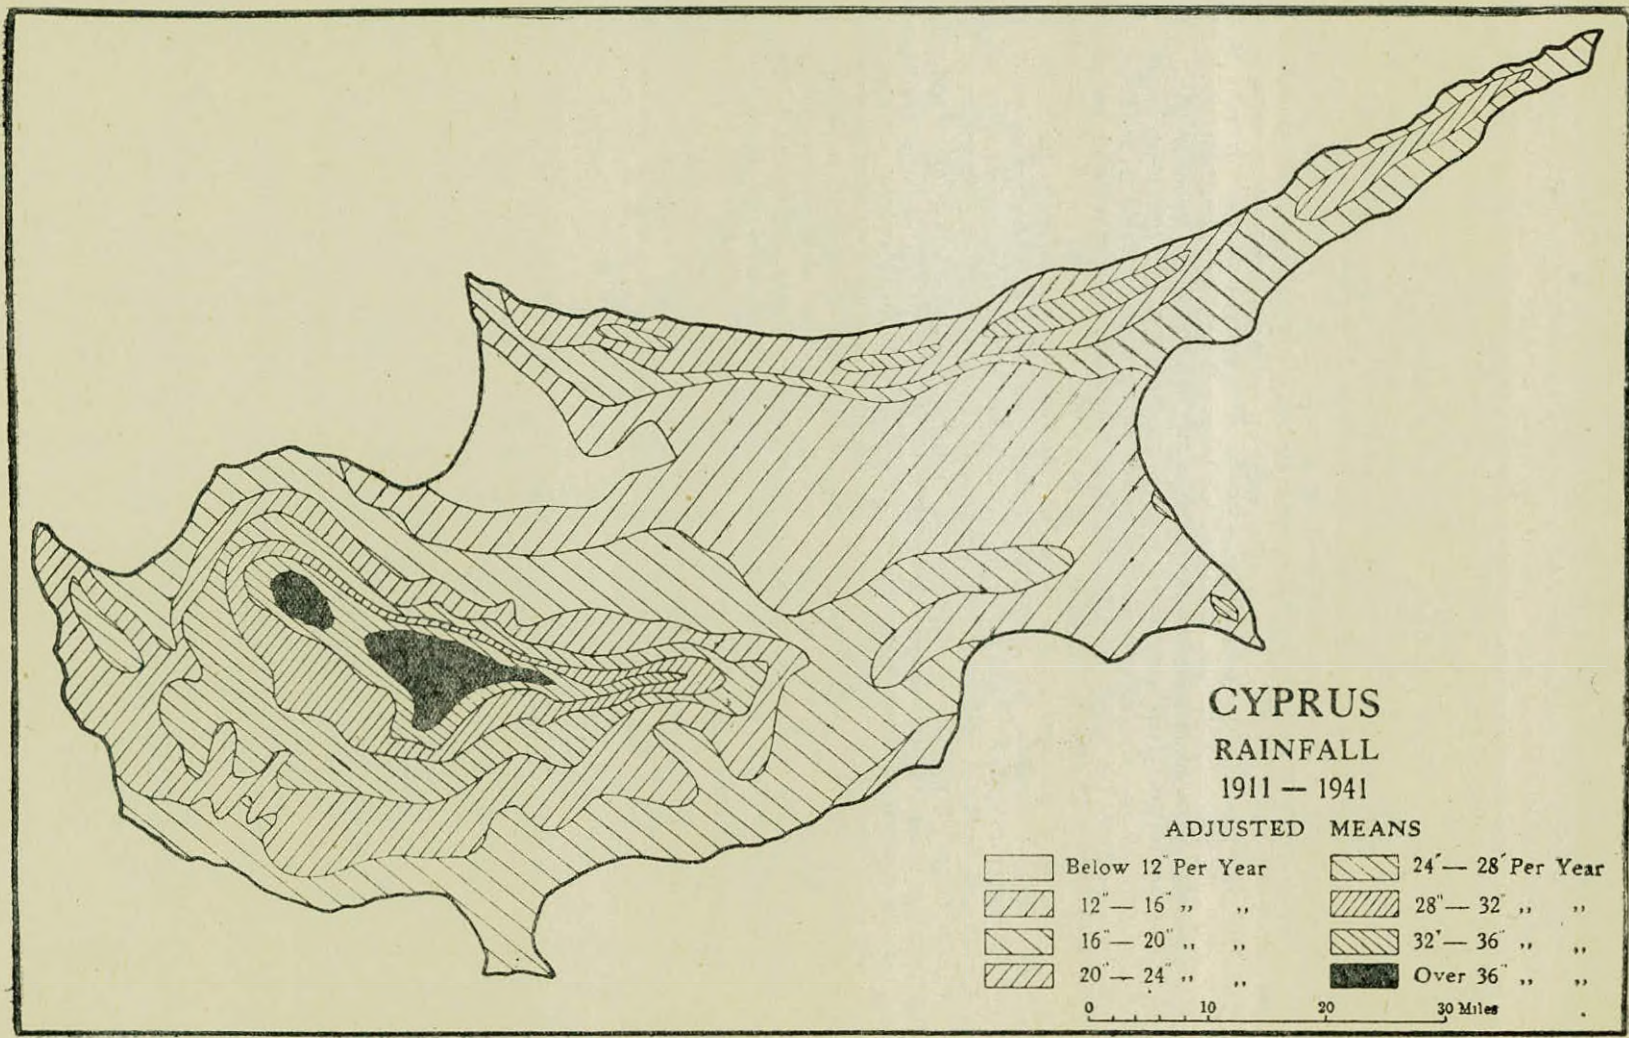 CYPRUS
RAINFALL
1911 — 1941
ADJUSTED MEANS
Below 12" Per Year
12" — 16" ,, ,,
16" — 20" ,, ,,
20" — 24" ,, ,,
24" — 28" Per Year
28" — 32" ,, ,,
32" — 36" ,, ,,
Over 36" ,, ,,
0 10 20 30 Miles